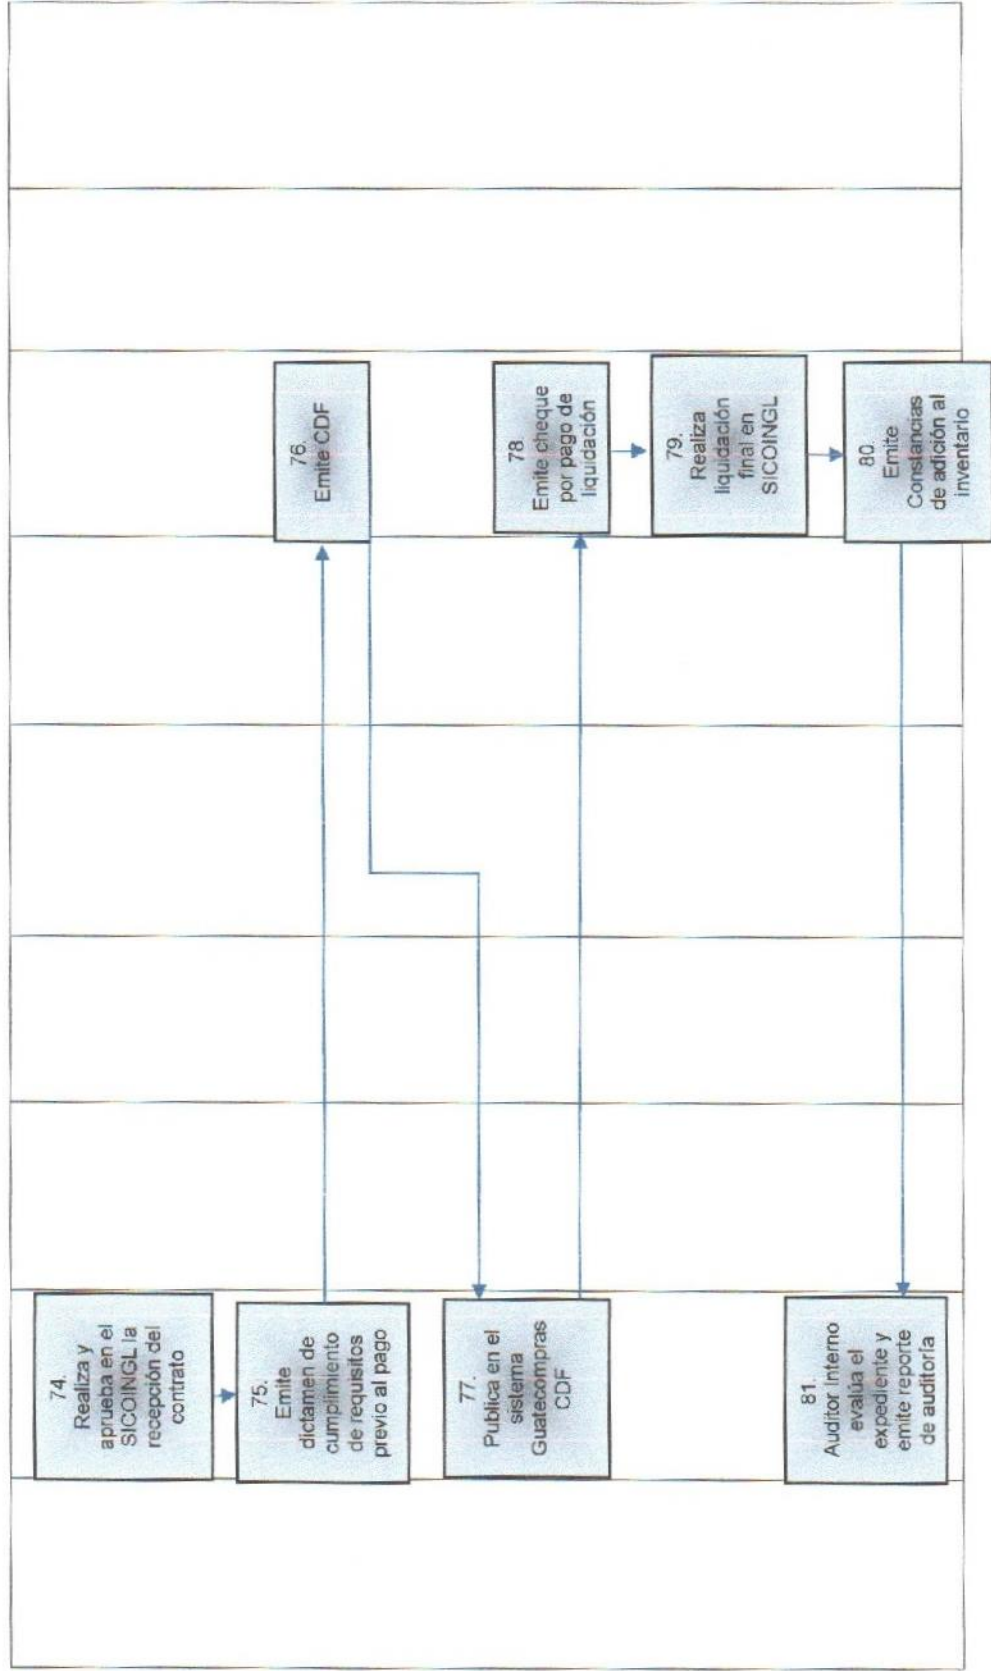 74.
Realiza y
aprueba en el
SICOINGL la
recepción del
contrato
75.
Emite
dictamen de
cumplimiento
de requisitos
previo al pago
76.
Emite CDF
77.
Publica en el
sistema
Guatecompras
CDF
78
Emite cheque
por pago de
liquidación
79.
Realiza
liquidación
final en
SICOINGL
80.
Emite
Constancias
de adición al
inventario
81.
Auditor interno
evalúa el
expediente y
emite reporte
de auditoría